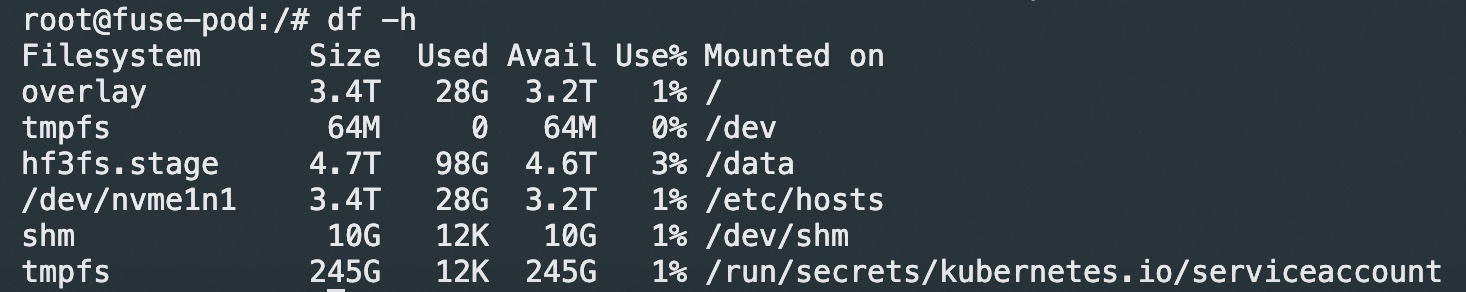 root@fuse-pod:/# df -h
Filesystem      Size  Used Avail Use% Mounted on
overlay         3.4T   28G  3.2T   1% /
tmpfs            64M     0   64M   0% /dev
hf3fs.stage     4.7T   98G  4.6T   3% /data
/dev/nvme1n1    3.4T   28G  3.2T   1% /etc/hosts
shm              10G   12K   10G   1% /dev/shm
tmpfs           245G   12K  245G   1% /run/secrets/kubernetes.io/serviceaccount